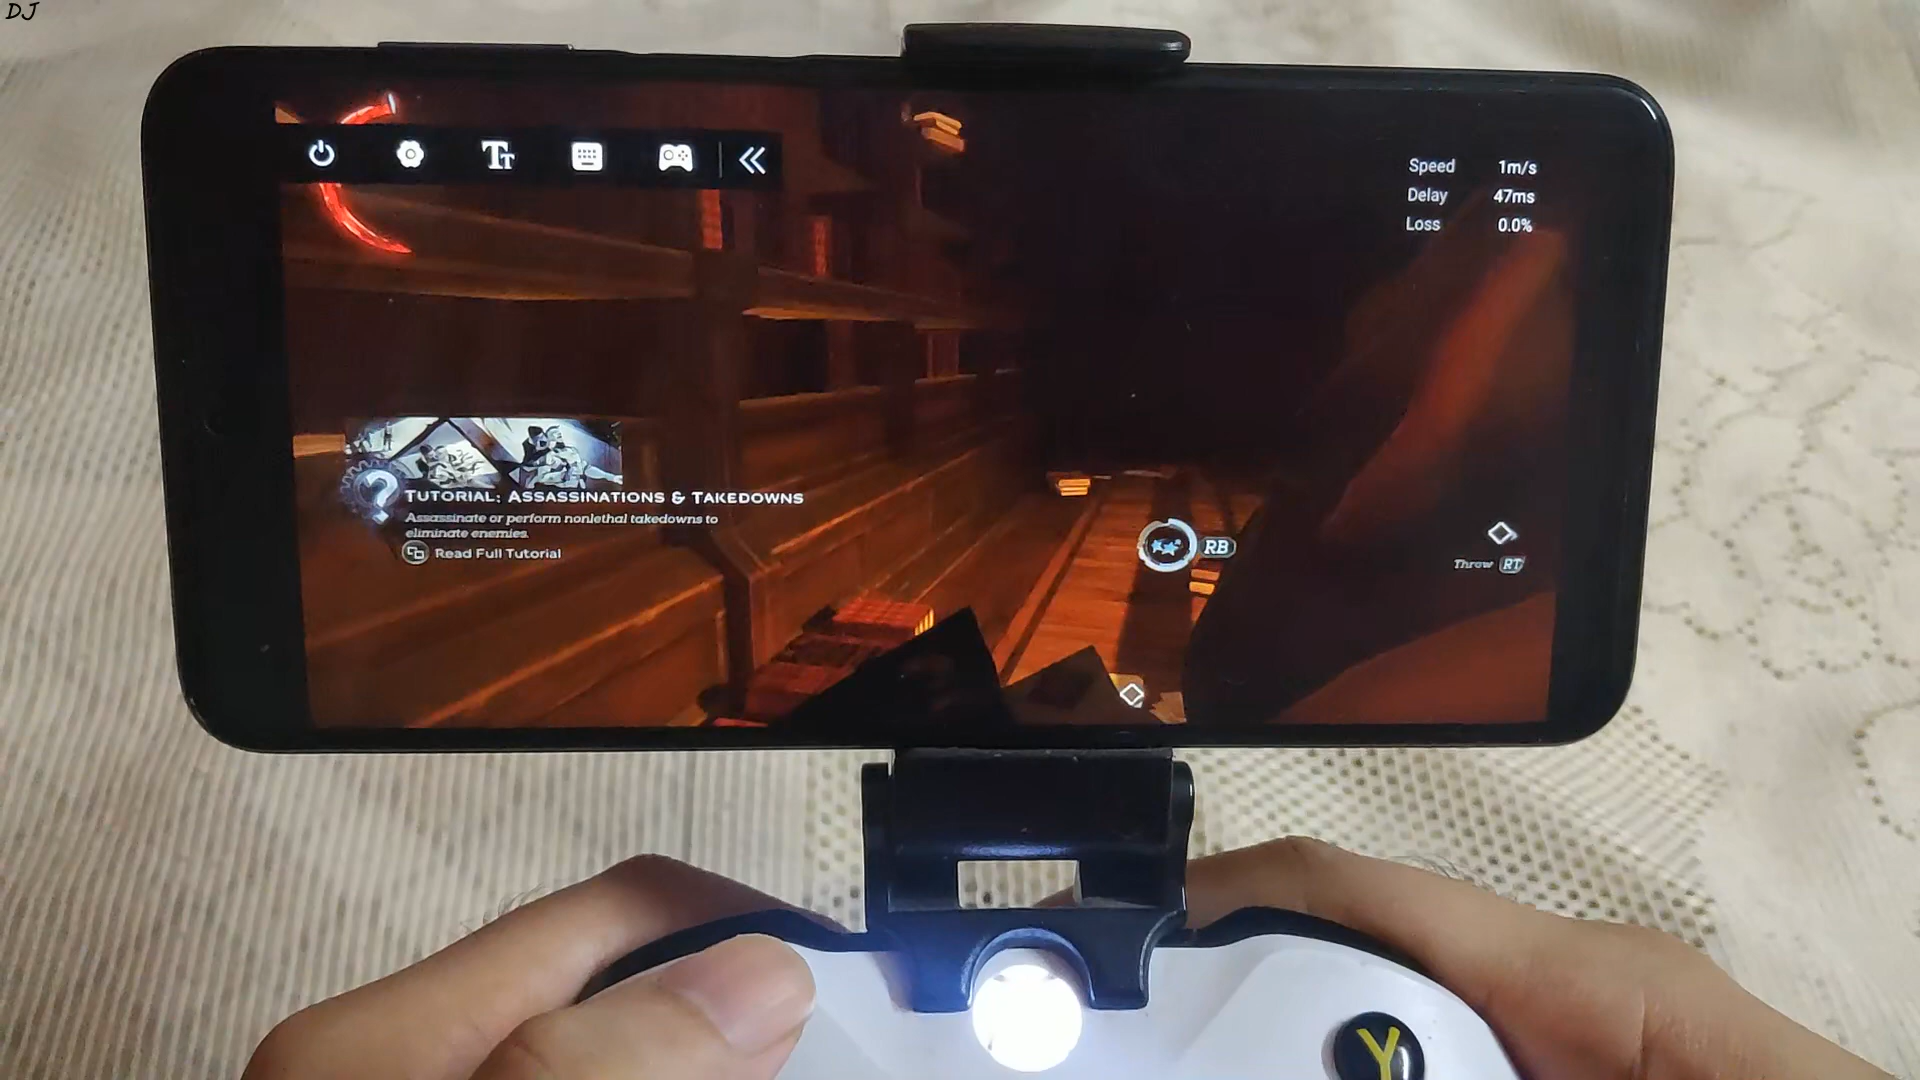 DJ
TT
Speed 1m/s
Delay 47ms
Loss 0.0%
TUTORIAL: ASSASSINATIONS & TAKEDOWNS
Assassinate or perform nonlethal takedowns to
eliminate enemies.
Read Full Tutorial
RB
Throw RT
Y